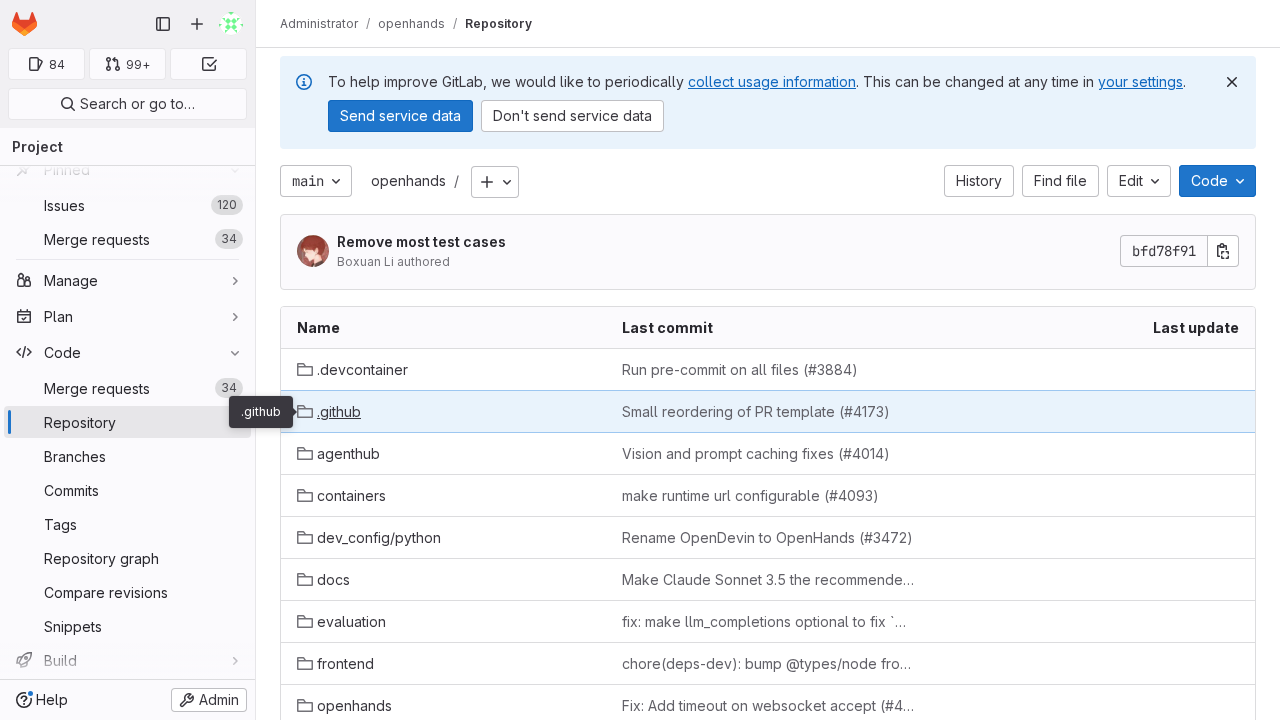 Administrator / openhands / Repository
84
99+
Search or go to…
Project
Pinned
Issues 120
Merge requests 34
Manage
Plan
Code
Merge requests 34
Repository
Branches
Commits
Tags
Repository graph
Compare revisions
Snippets
Build
Help
Admin
To help improve GitLab, we would like to periodically collect usage information. This can be changed at any time in your settings.
Send service data
Don't send service data
main
openhands /
History
Find file
Edit
Code
Remove most test cases
Boxuan Li authored
bfd78f91
Name Last commit Last update
.devcontainer Run pre-commit on all files (#3884)
.github
.github Small reordering of PR template (#4173)
agenthub Vision and prompt caching fixes (#4014)
containers make runtime url configurable (#4093)
dev_config/python Rename OpenDevin to OpenHands (#3472)
docs Make Claude Sonnet 3.5 the recommende…
evaluation fix: make llm_completions optional to fix `…
frontend chore(deps-dev): bump @types/node fro…
openhands Fix: Add timeout on websocket accept (#4…